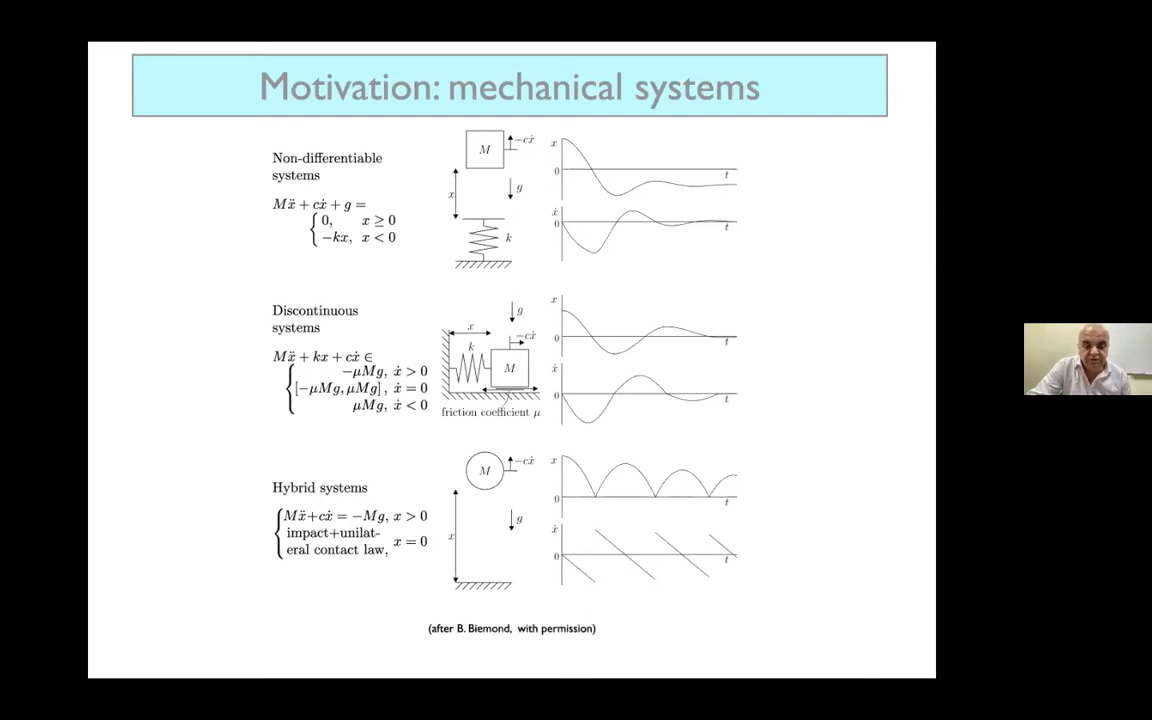 Motivation: mechanical systems
Non-differentiable
systems
Mẍ + cẋ + g =
{ 0, x ≥ 0
−kx, x < 0
M
−cẋ
g
x
k
x
0
t
ẋ
0
t
Discontinuous
systems
Mẍ + kx + cẋ ∈
{ −μMg, ẋ > 0
[−μMg, μMg], ẋ = 0
μMg, ẋ < 0
g
x
−cẋ
k
M
friction coefficient μ
x
0
t
ẋ
0
t
Hybrid systems
{ Mẍ+cẋ = −Mg, x > 0
impact+unilat-
eral contact law, x = 0
M
−cẋ
g
x
x
0
t
ẋ
0
t
(after B. Biemond, with permission)